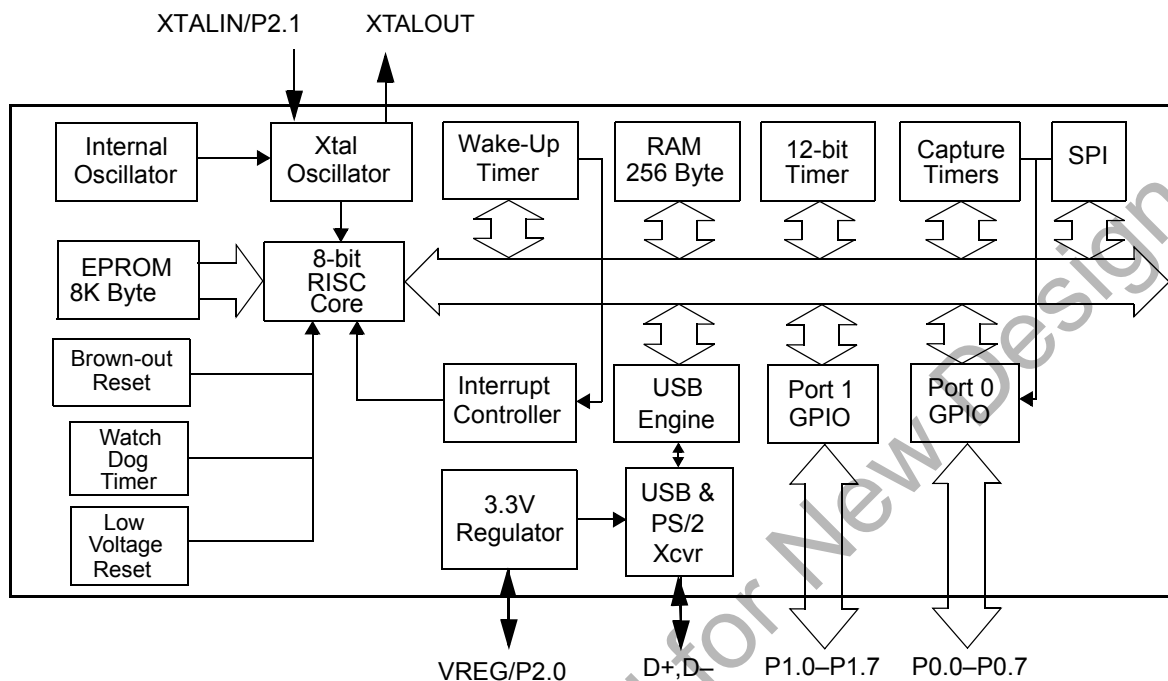 XTALIN/P2.1
XTALOUT
Internal
Oscillator
Xtal
Oscillator
Wake-Up
Timer
RAM
256 Byte
12-bit
Timer
Capture
Timers
SPI
EPROM
8K Byte
8-bit
RISC
Core
Brown-out
Reset
Watch
Dog
Timer
Low
Voltage
Reset
Interrupt
Controller
USB
Engine
Port 1
GPIO
Port 0
GPIO
3.3V
Regulator
USB &
PS/2
Xcvr
VREG/P2.0
D+,D–
P1.0–P1.7
P0.0–P0.7
for New Design